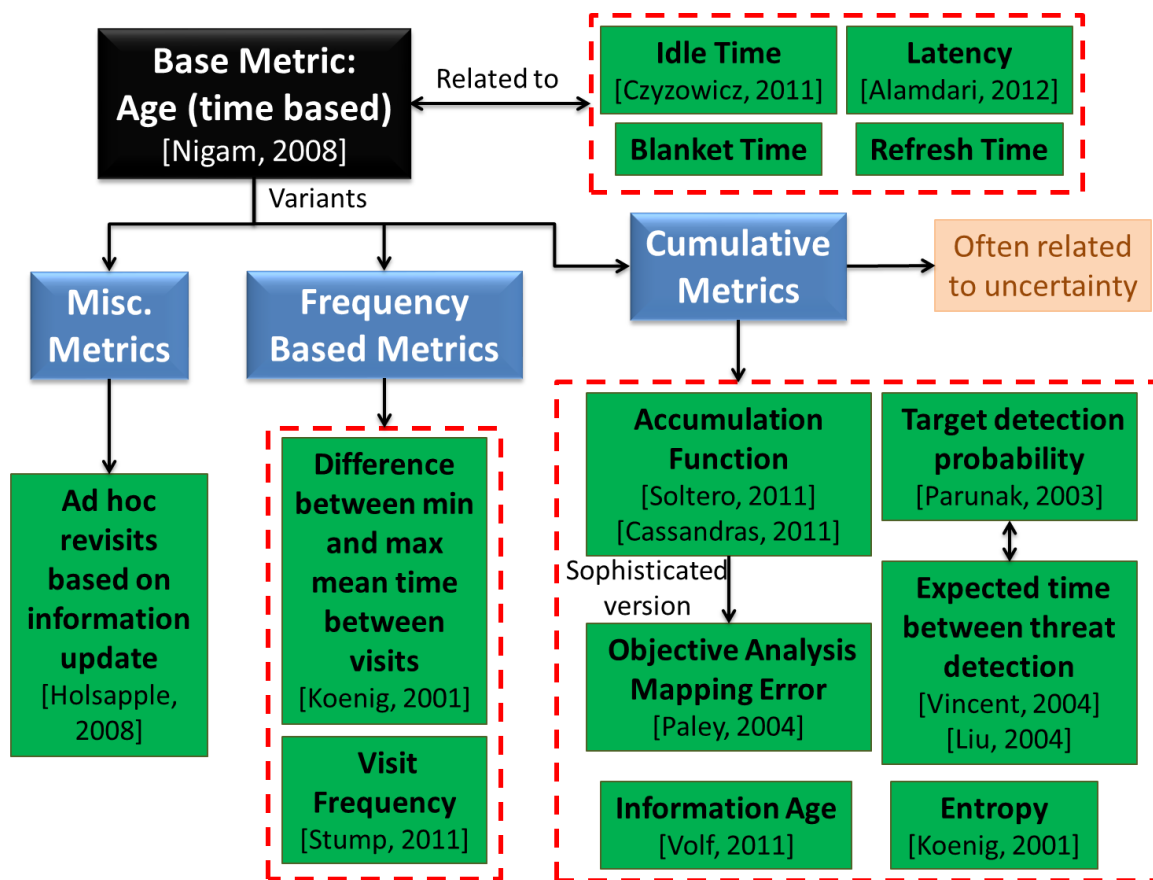 Base Metric:
Age (time based)
[Nigam, 2008]
Related to
Idle Time
[Czyzowicz, 2011]
Latency
[Alamdari, 2012]
Blanket Time
Refresh Time
Variants
Misc.
Metrics
Frequency
Based Metrics
Cumulative
Metrics
Often related
to uncertainty
Ad hoc
revisits
based on
information
update
[Holsapple,
2008]
Difference
between min
and max
mean time
between
visits
[Koenig, 2001]
Visit
Frequency
[Stump, 2011]
Accumulation
Function
[Soltero, 2011]
[Cassandras, 2011]
Sophisticated
version
Objective Analysis
Mapping Error
[Paley, 2004]
Target detection
probability
[Parunak, 2003]
Expected time
between threat
detection
[Vincent, 2004]
[Liu, 2004]
Information Age
[Volf, 2011]
Entropy
[Koenig, 2001]